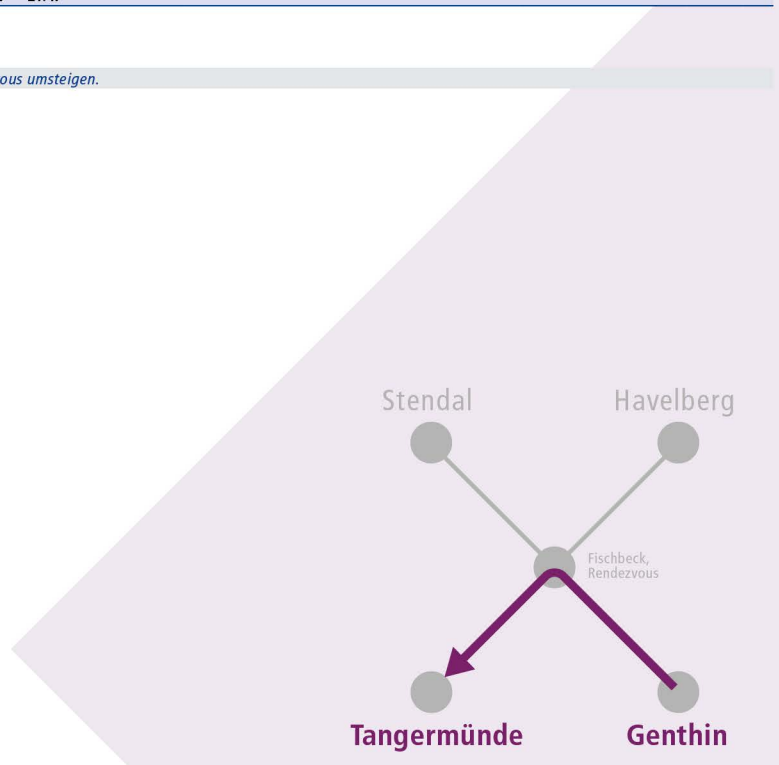 ous umsteigen.
Stendal
Havelberg
Fischbeck,
Rendezvous
Tangermünde
Genthin